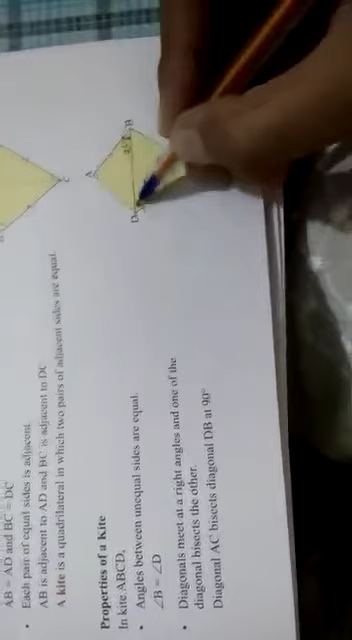 AB = AD and BC = DC
• Each pair of equal sides is adjacent.
AB is adjacent to AD and BC is adjacent to DC
A kite is a quadrilateral in which two pairs of adjacent sides are equal.
C
A
B
D
Properties of a Kite
In kite ABCD,
• Angles between unequal sides are equal.
∠B = ∠D
• Diagonals meet at a right angles and one of the
diagonal bisects the other.
Diagonal AC bisects diagonal DB at 90°